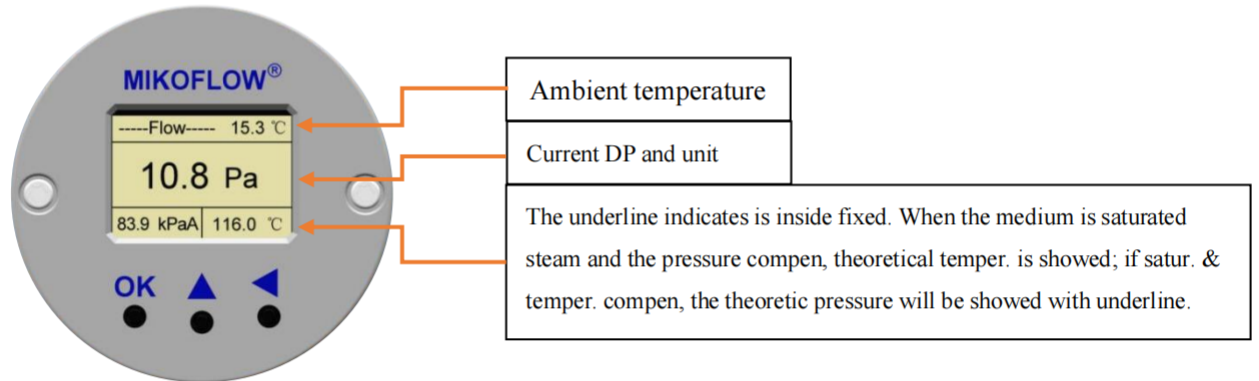 MIKOFLOW®
-----Flow----- 15.3 ℃
10.8 Pa
83.9 kPaA 116.0 ℃
OK
Ambient temperature
Current DP and unit
The underline indicates is inside fixed. When the medium is saturated
steam and the pressure compen, theoretical temper. is showed; if satur. &
temper. compen, the theoretic pressure will be showed with underline.